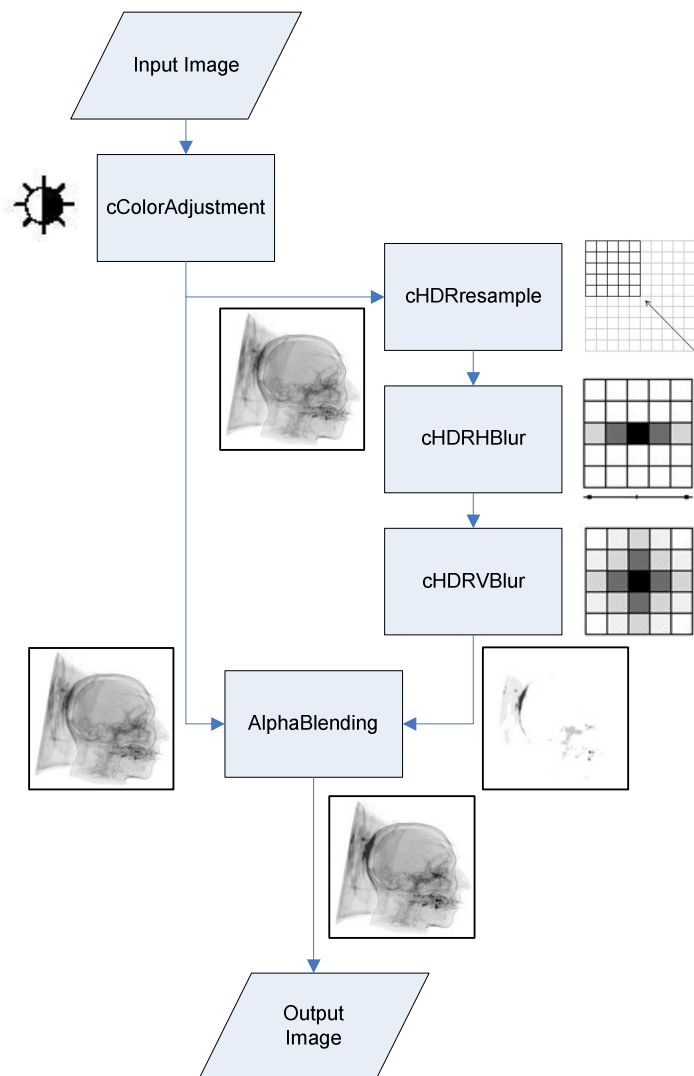 Input Image
cColorAdjustment
cHDRresample
cHDRHBlur
cHDRVBlur
AlphaBlending
Output
Image